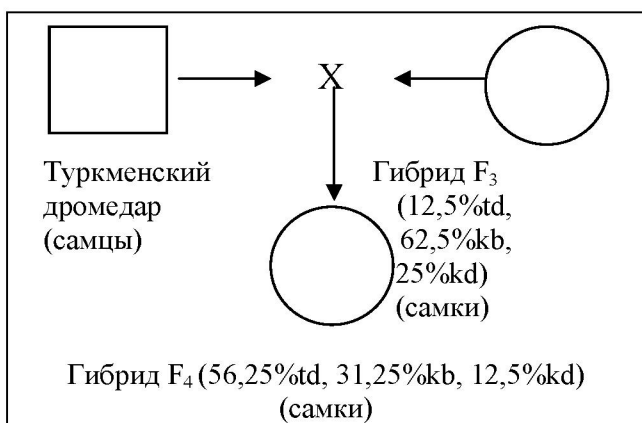 X
Туркменский
дромедар
(самцы)
Гибрид F₃
(12,5%td,
62,5%kb,
25%kd)
(самки)
Гибрид F₄ (56,25%td, 31,25%kb, 12,5%kd)
(самки)